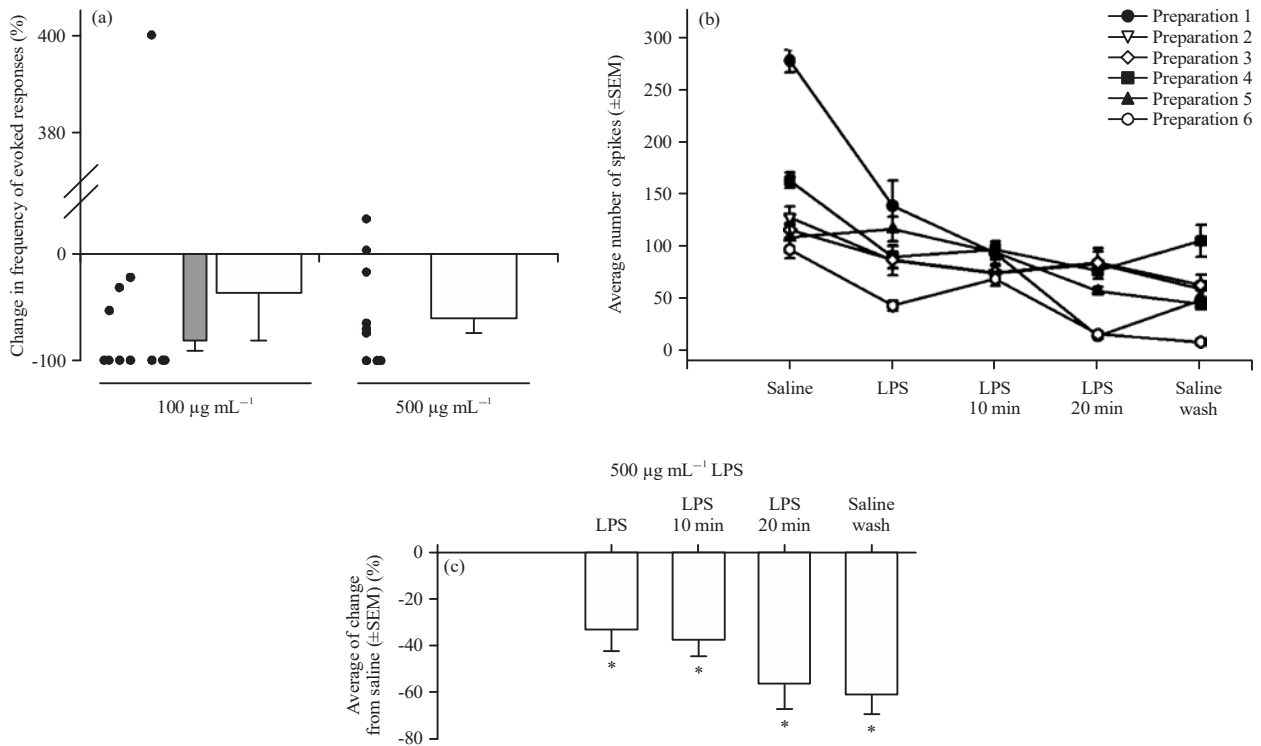 (a)
Change in frequency of evoked responses (%)
400
380
0
-100
100 µg mL⁻¹
500 µg mL⁻¹
(b)
Average number of spikes (±SEM)
300
250
200
150
100
50
0
Preparation 1
Preparation 2
Preparation 3
Preparation 4
Preparation 5
Preparation 6
Saline
LPS
LPS
10 min
LPS
20 min
Saline
wash
500 µg mL⁻¹ LPS
LPS
LPS
10 min
LPS
20 min
Saline
wash
(c)
Average of change
from saline (±SEM) (%)
0
-20
-40
-60
-80
*
*
*
*